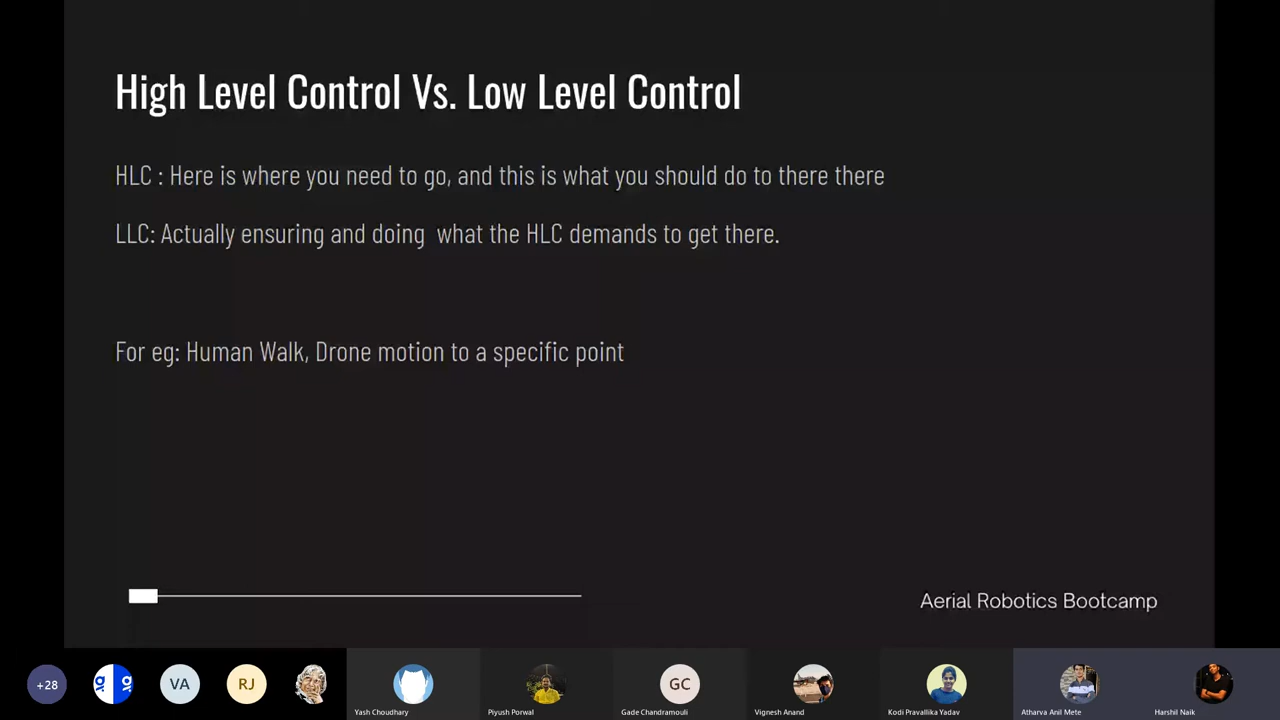 High Level Control Vs. Low Level Control
HLC : Here is where you need to go, and this is what you should do to there there
LLC: Actually ensuring and doing what the HLC demands to get there.
For eg: Human Walk, Drone motion to a specific point
Aerial Robotics Bootcamp
+28
VA
RJ
GC
Yash Choudhary
Piyush Porwal
Gade Chandramouli
Vignesh Anand
Kodi Pravallika Yadav
Atharva Anil Mete
Harshil Naik